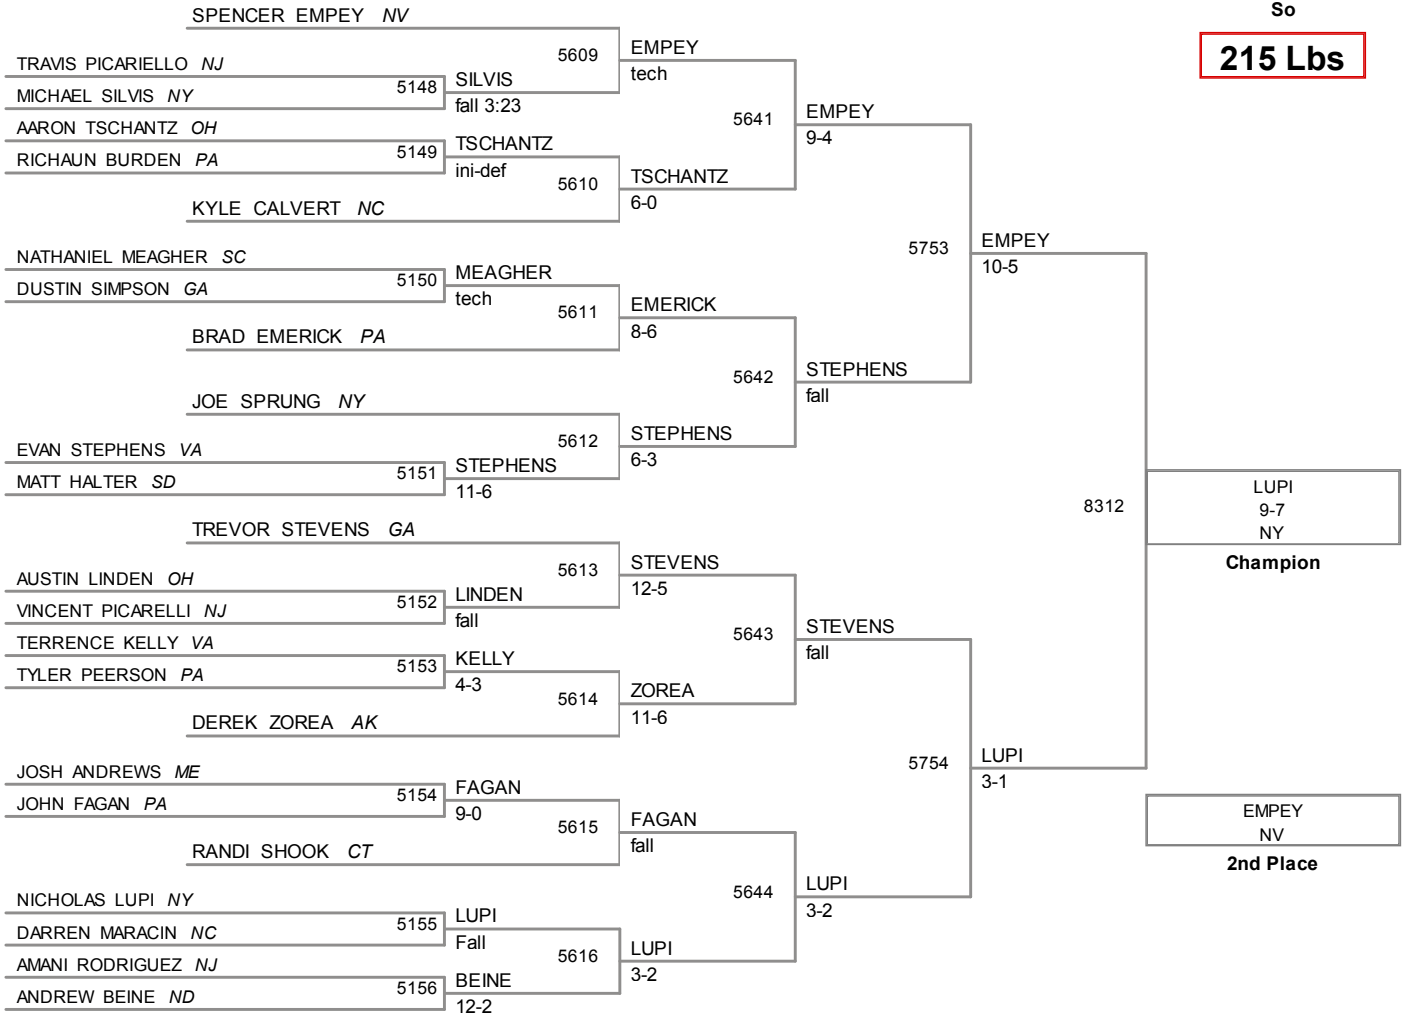 So
215 Lbs
SPENCER EMPEY NV
TRAVIS PICARIELLO NJ
MICHAEL SILVIS NY
AARON TSCHANTZ OH
RICHAUN BURDEN PA
KYLE CALVERT NC
NATHANIEL MEAGHER SC
DUSTIN SIMPSON GA
BRAD EMERICK PA
JOE SPRUNG NY
EVAN STEPHENS VA
MATT HALTER SD
TREVOR STEVENS GA
AUSTIN LINDEN OH
VINCENT PICARELLI NJ
TERRENCE KELLY VA
TYLER PEERSON PA
DEREK ZOREA AK
JOSH ANDREWS ME
JOHN FAGAN PA
RANDI SHOOK CT
NICHOLAS LUPI NY
DARREN MARACIN NC
AMANI RODRIGUEZ NJ
ANDREW BEINE ND
5148
SILVIS
fall 3:23
5149
TSCHANTZ
ini-def
5150
MEAGHER
tech
5151
STEPHENS
11-6
5152
LINDEN
fall
5153
KELLY
4-3
5154
FAGAN
9-0
5155
LUPI
Fall
5156
BEINE
12-2
5609
EMPEY
tech
5610
TSCHANTZ
6-0
5611
EMERICK
8-6
5612
STEPHENS
6-3
5613
STEVENS
12-5
5614
ZOREA
11-6
5615
FAGAN
fall
5616
LUPI
3-2
5641
EMPEY
9-4
5642
STEPHENS
fall
5643
STEVENS
fall
5644
LUPI
3-2
5753
EMPEY
10-5
5754
LUPI
3-1
8312
LUPI
9-7
NY
Champion
EMPEY
NV
2nd Place